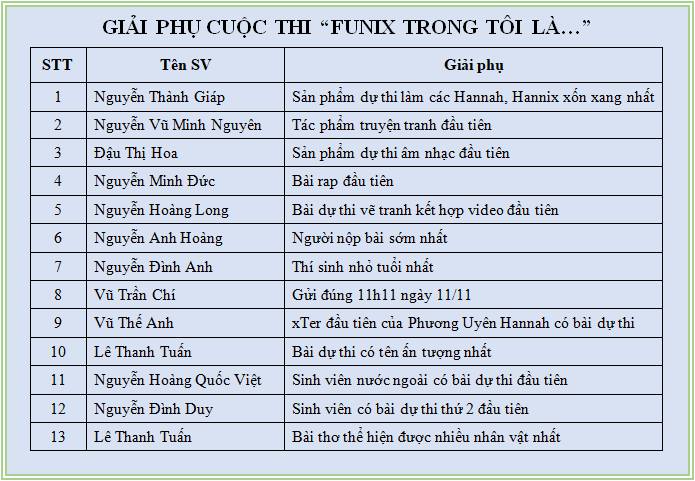 GIẢI PHỤ CUỘC THI “FUNIX TRONG TÔI LÀ…”
STT Tên SV Giải phụ
1 Nguyễn Thành Giáp Sản phẩm dự thi làm các Hannah, Hannix xốn xang nhất
2 Nguyễn Vũ Minh Nguyên Tác phẩm truyện tranh đầu tiên
3 Đậu Thị Hoa Sản phẩm dự thi âm nhạc đầu tiên
4 Nguyễn Minh Đức Bài rap đầu tiên
5 Nguyễn Hoàng Long Bài dự thi vẽ tranh kết hợp video đầu tiên
6 Nguyễn Anh Hoàng Người nộp bài sớm nhất
7 Nguyễn Đình Anh Thí sinh nhỏ tuổi nhất
8 Vũ Trần Chí Gửi đúng 11h11 ngày 11/11
9 Vũ Thế Anh xTer đầu tiên của Phương Uyên Hannah có bài dự thi
10 Lê Thanh Tuấn Bài dự thi có tên ấn tượng nhất
11 Nguyễn Hoàng Quốc Việt Sinh viên nước ngoài có bài dự thi đầu tiên
12 Nguyễn Đình Duy Sinh viên có bài dự thi thứ 2 đầu tiên
13 Lê Thanh Tuấn Bài thơ thể hiện được nhiều nhân vật nhất